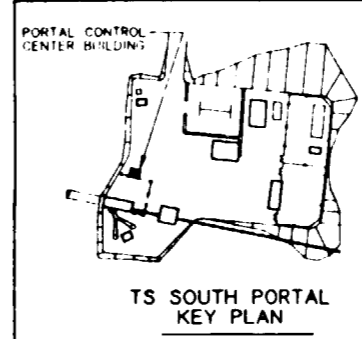 PORTAL CONTROL
CENTER BUILDING
TS SOUTH PORTAL
KEY PLAN